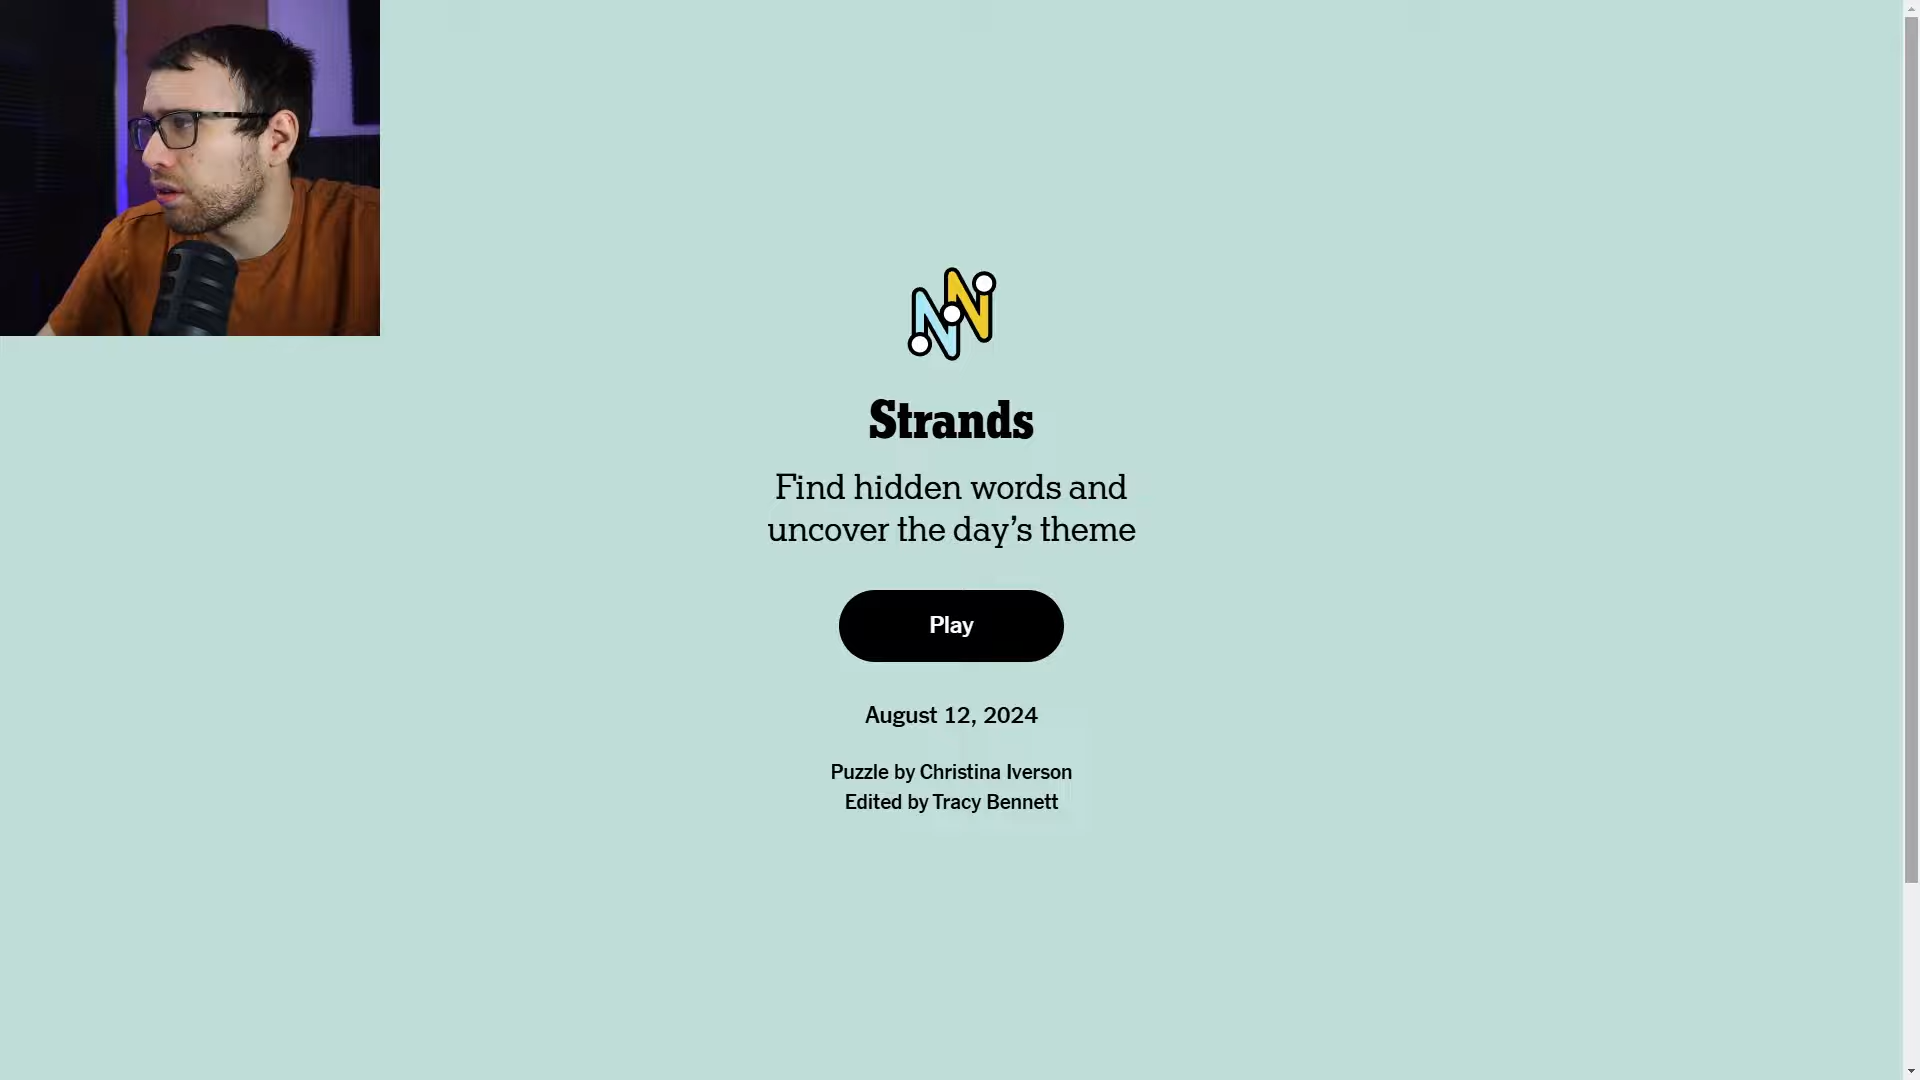 Strands
Find hidden words and
uncover the day’s theme
Play
August 12, 2024
Puzzle by Christina Iverson
Edited by Tracy Bennett